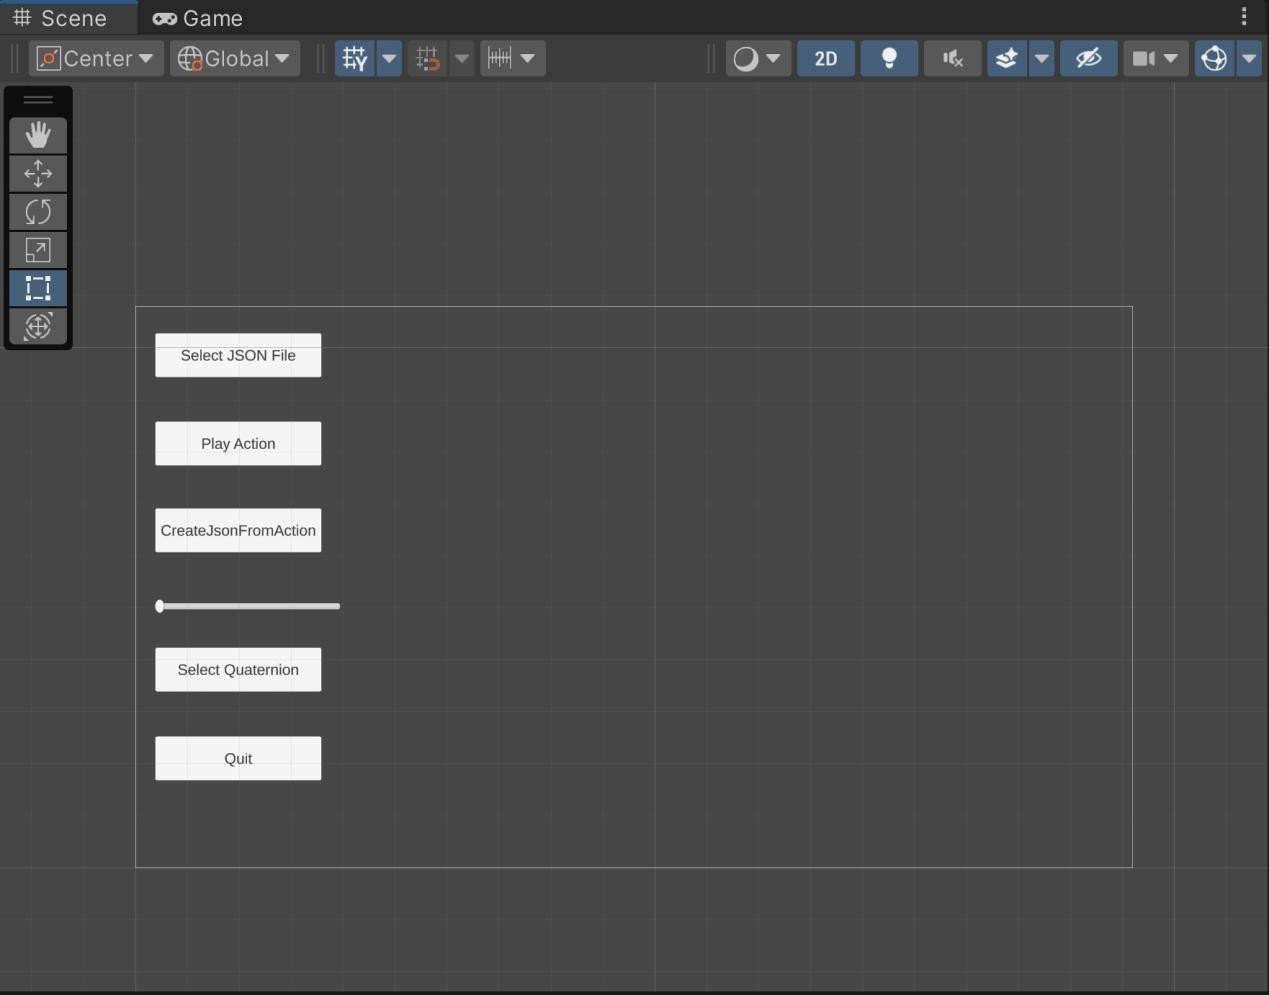 Scene
Game
Center
Global
2D
Select JSON File
Play Action
CreateJsonFromAction
Select Quaternion
Quit